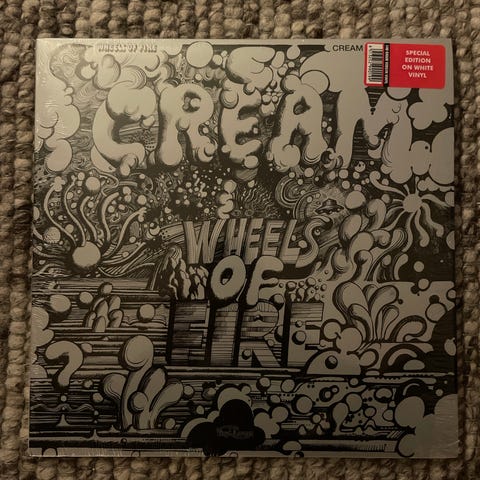 WHEELS OF FIRE
CREAM
SPECIAL
EDITION
ON WHITE
VINYL
CREAM
WHEELS
OF
FIRE